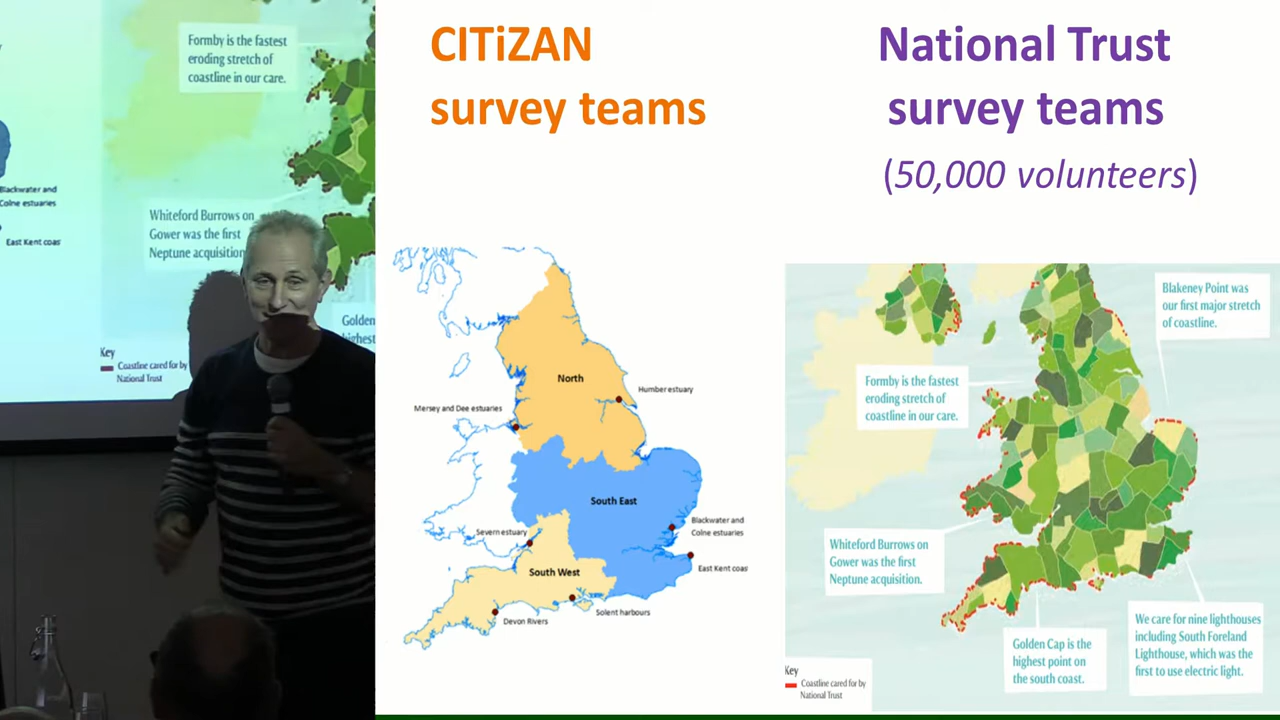 Formby is the fastest
eroding stretch of
coastline in our care.
Blackwater and
Colne estuaries
East Kent coas
Whiteford Burrows on
Gower was the first
Neptune acquisition
Golden
highest
Key
Coastline cared for by
National Trust
CITiZAN
survey teams
North
Humber estuary
Mersey and Dee estuaries
South East
Severn estuary
Blackwater and
Colne estuaries
East Kent coas
South West
Solent harbours
Devon Rivers
National Trust
survey teams
(50,000 volunteers)
Blakeney Point was
our first major stretch
of coastline.
Formby is the fastest
eroding stretch of
coastline in our care.
Whiteford Burrows on
Gower was the first
Neptune acquisition.
We care for nine lighthouses
including South Foreland
Lighthouse, which was the
first to use electric light.
Golden Cap is the
highest point on
the south coast.
Key
Coastline cared for by
National Trust